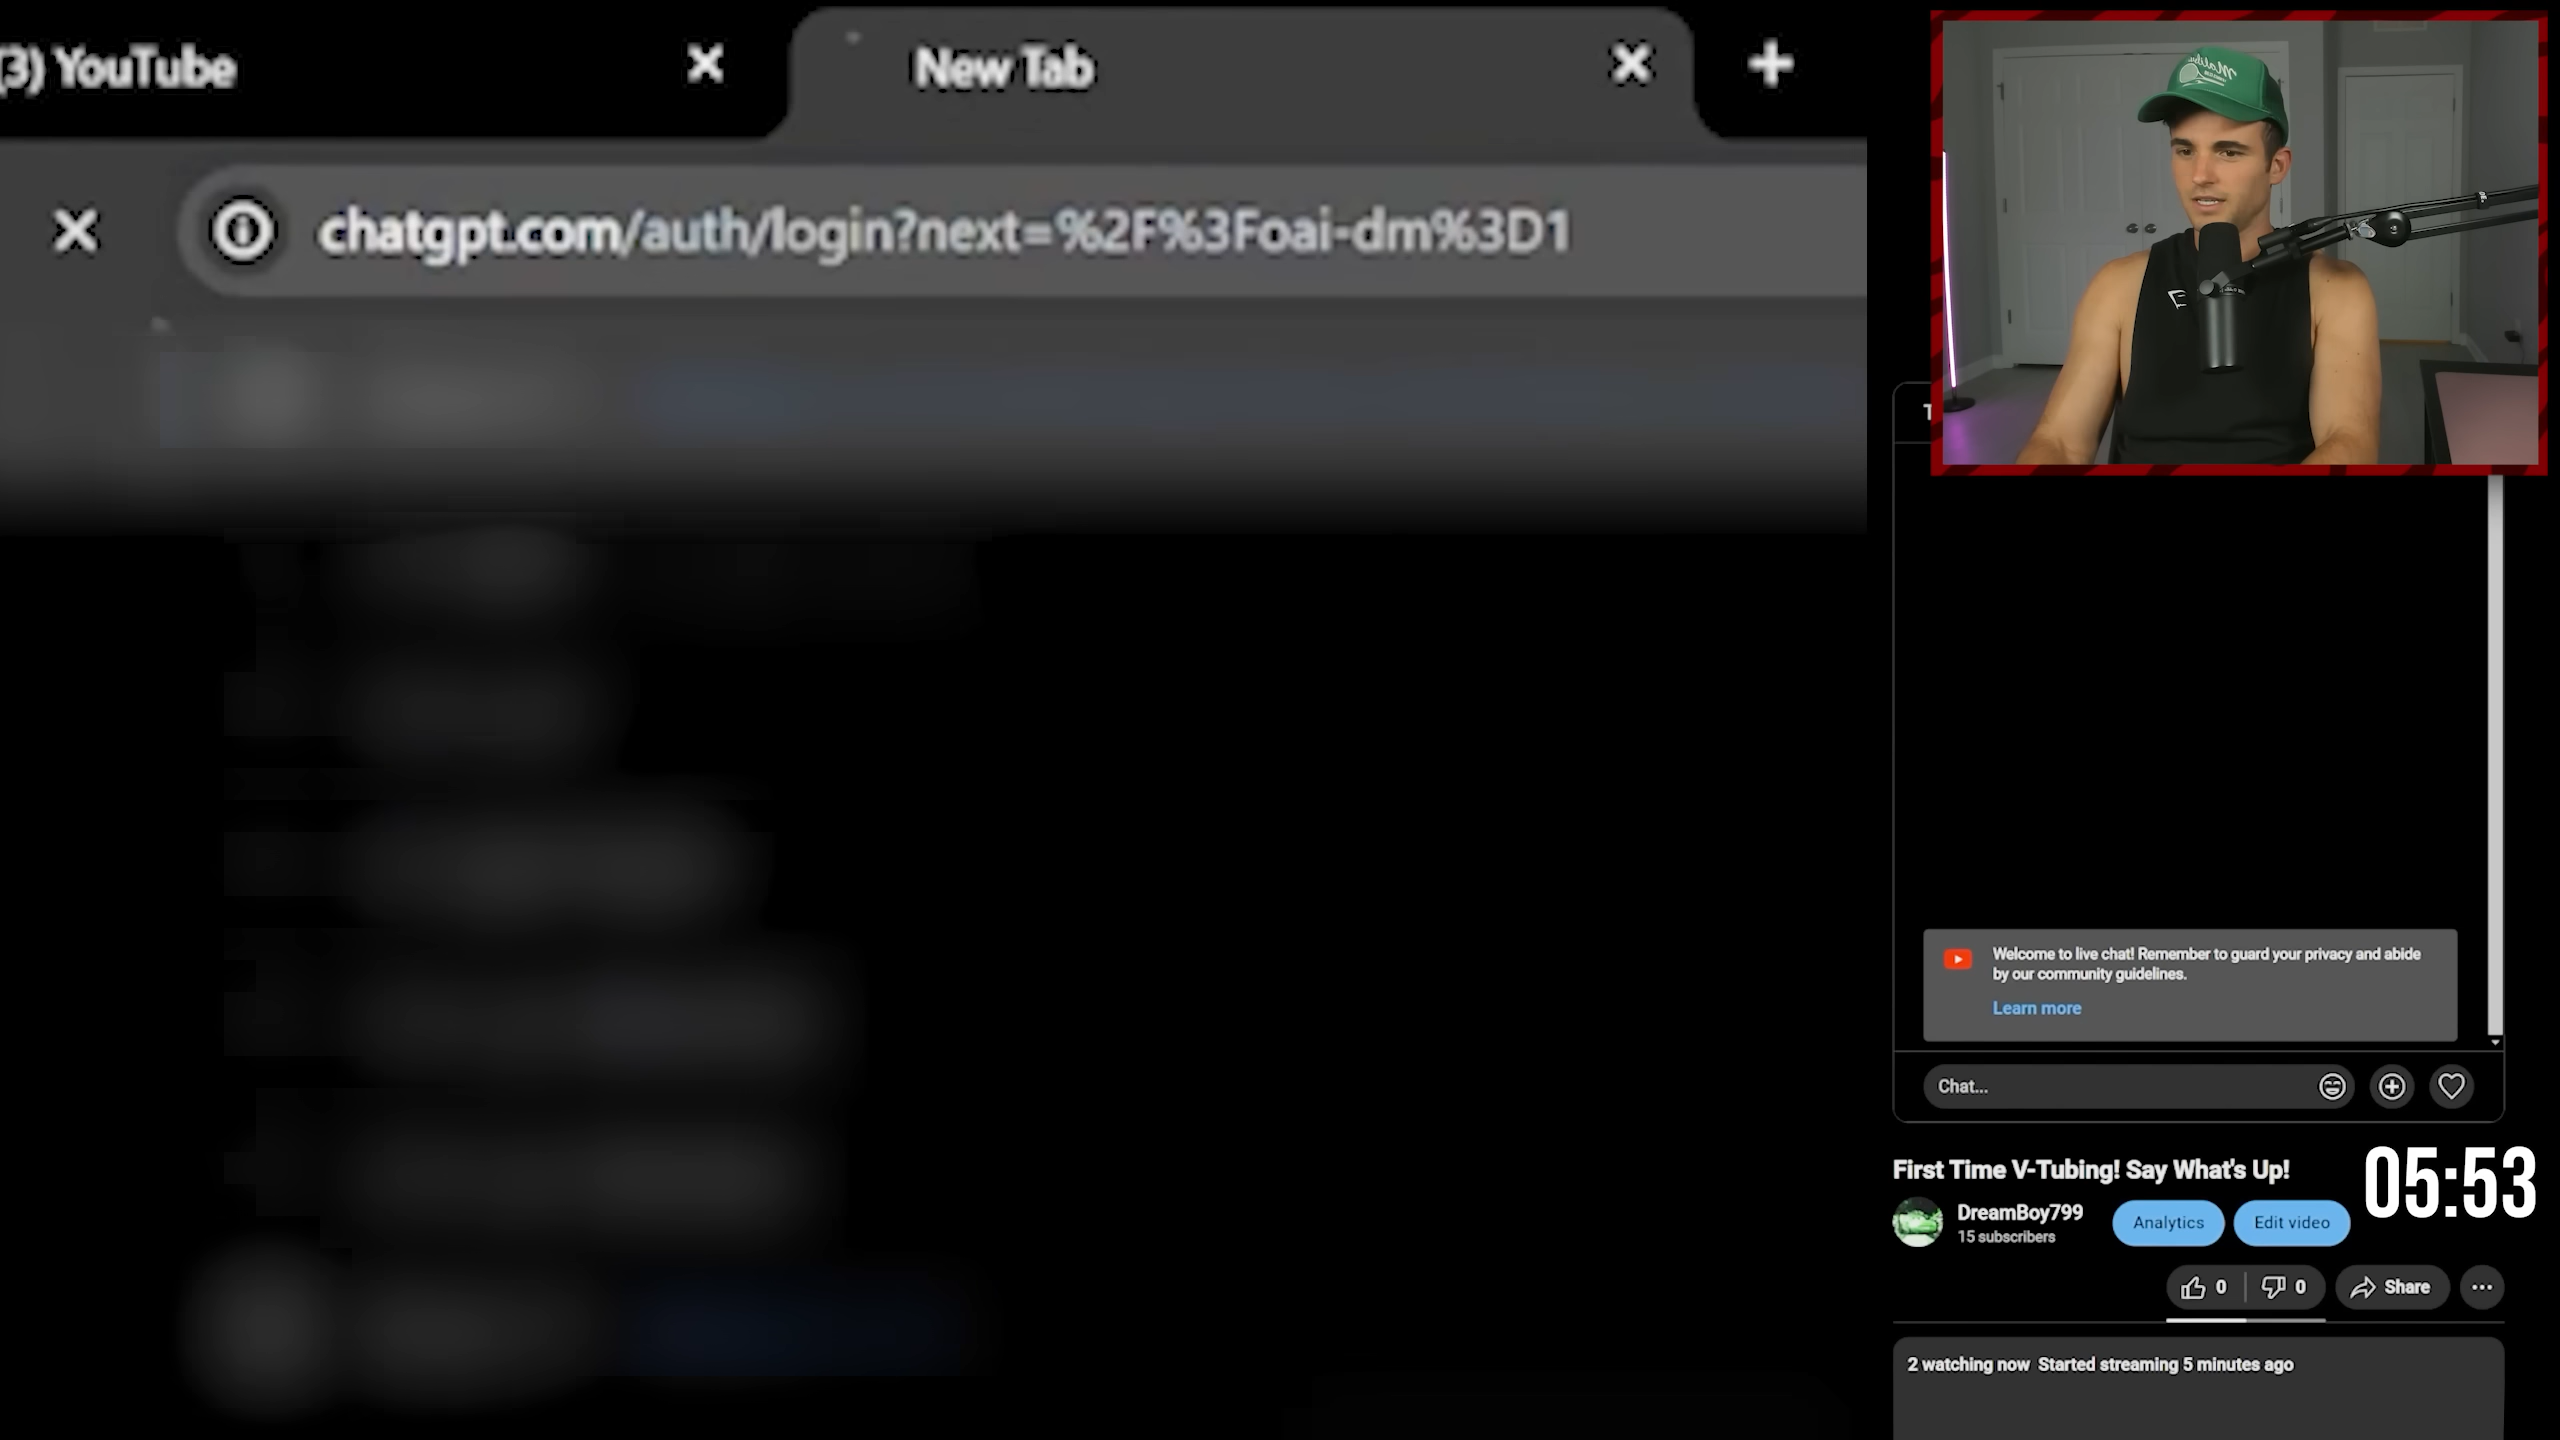 (3) YouTube
New Tab
chatgpt.com/auth/login?next=%2F%3Foai-dm%3D1
Malibu
T
Welcome to live chat! Remember to guard your privacy and abide
by our community guidelines.
Learn more
Chat...
First Time V-Tubing! Say What's Up!
05:53
DreamBoy799
15 subscribers
Analytics
Edit video
0
0
Share
2 watching now Started streaming 5 minutes ago